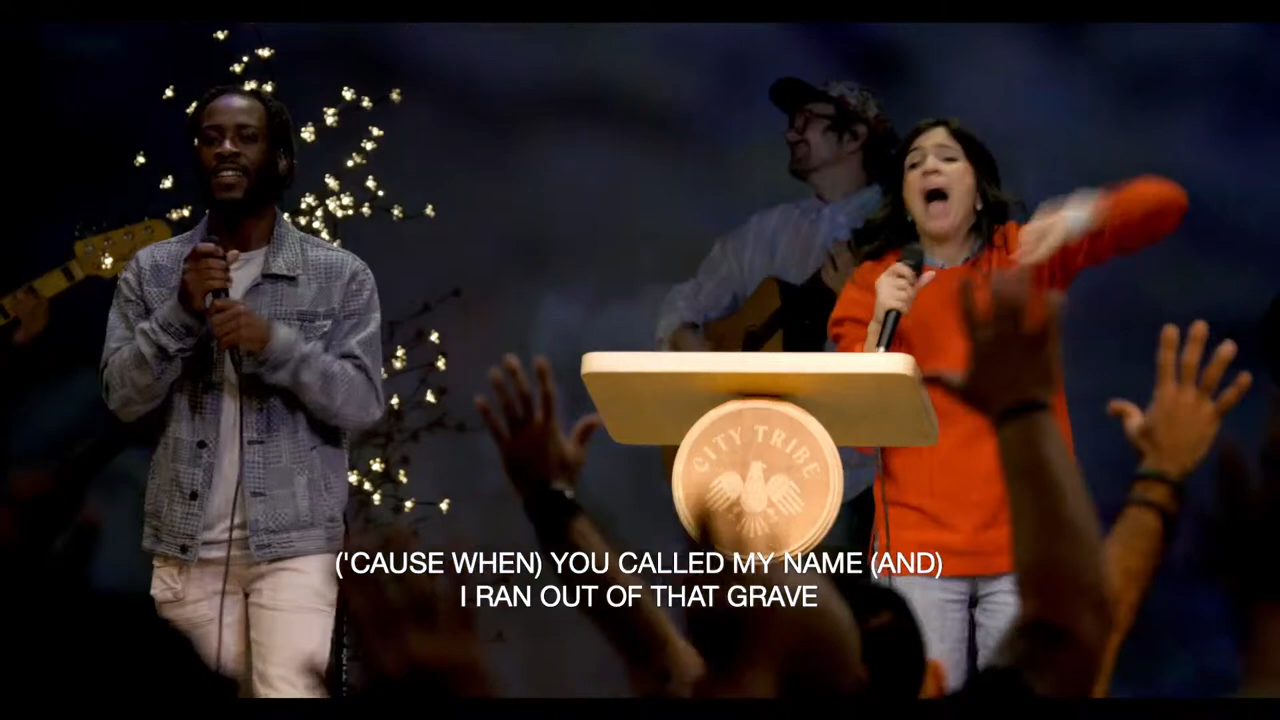 CITY TRIBE
('CAUSE WHEN) YOU CALLED MY NAME (AND)
I RAN OUT OF THAT GRAVE